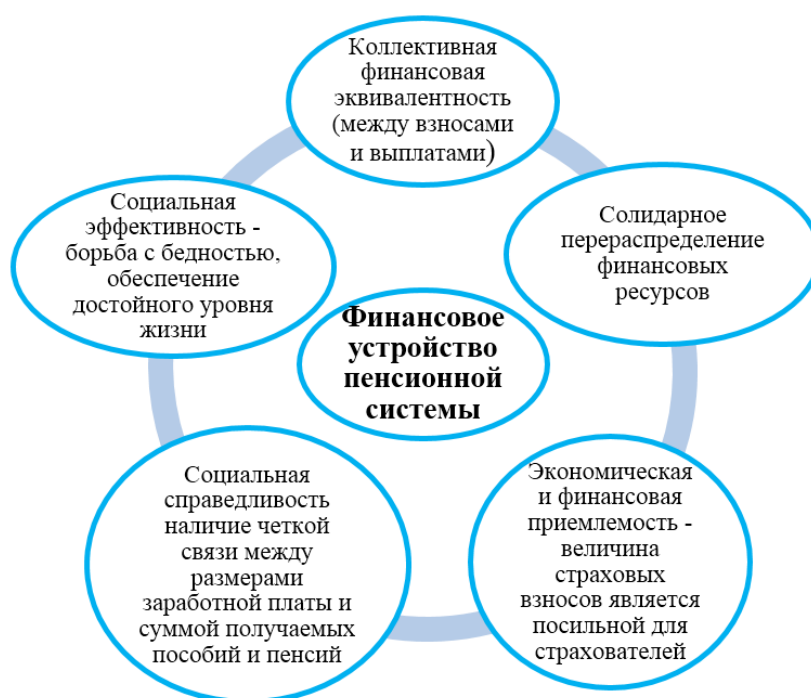 Коллективная
финансовая
эквивалентность
(между взносами
и выплатами)
Солидарное
перераспределение
финансовых
ресурсов
Экономическая
и финансовая
приемлемость -
величина
страховых
взносов является
посильной для
страхователей
Социальная
справедливость
наличие четкой
связи между
размерами
заработной платы и
суммой получаемых
пособий и пенсий
Социальная
эффективность -
борьба с бедностью,
обеспечение
достойного уровня
жизни
Финансовое
устройство
пенсионной
системы